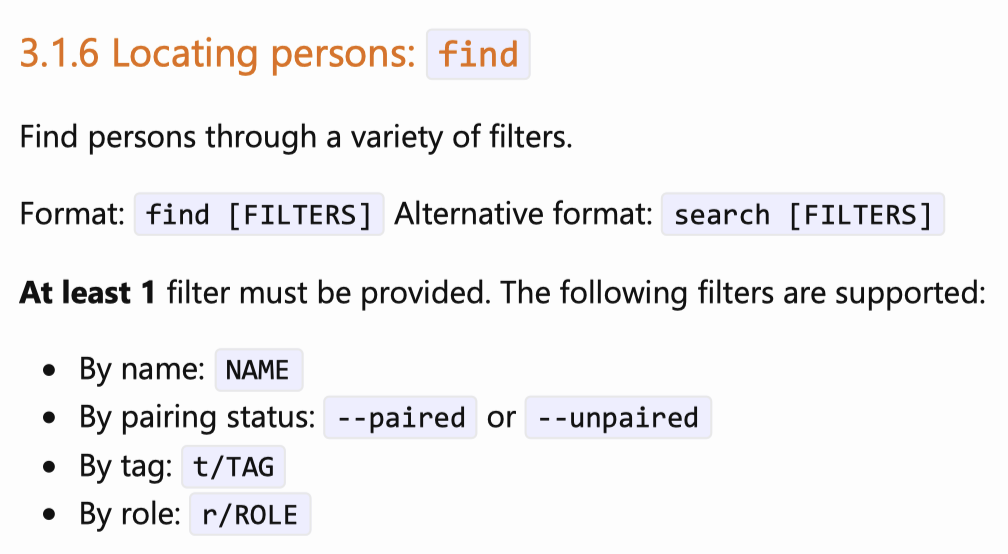 3.1.6 Locating persons: find
Find persons through a variety of filters.
Format: find [FILTERS] Alternative format: search [FILTERS]
At least 1 filter must be provided. The following filters are supported:
• By name: NAME
• By pairing status: --paired or --unpaired
• By tag: t/TAG
• By role: r/ROLE